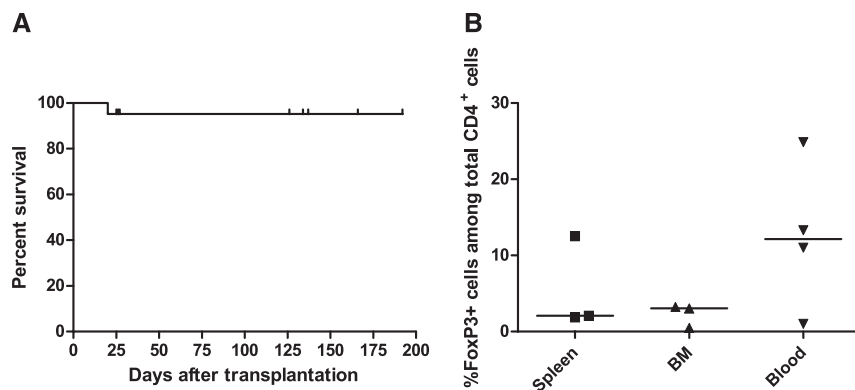 A
Percent survival
100
80
60
40
20
0
0 25 50 75 100 125 150 175 200
Days after transplantation
B
%FoxP3+ cells among total CD4⁺ cells
30
20
10
0
Spleen BM Blood